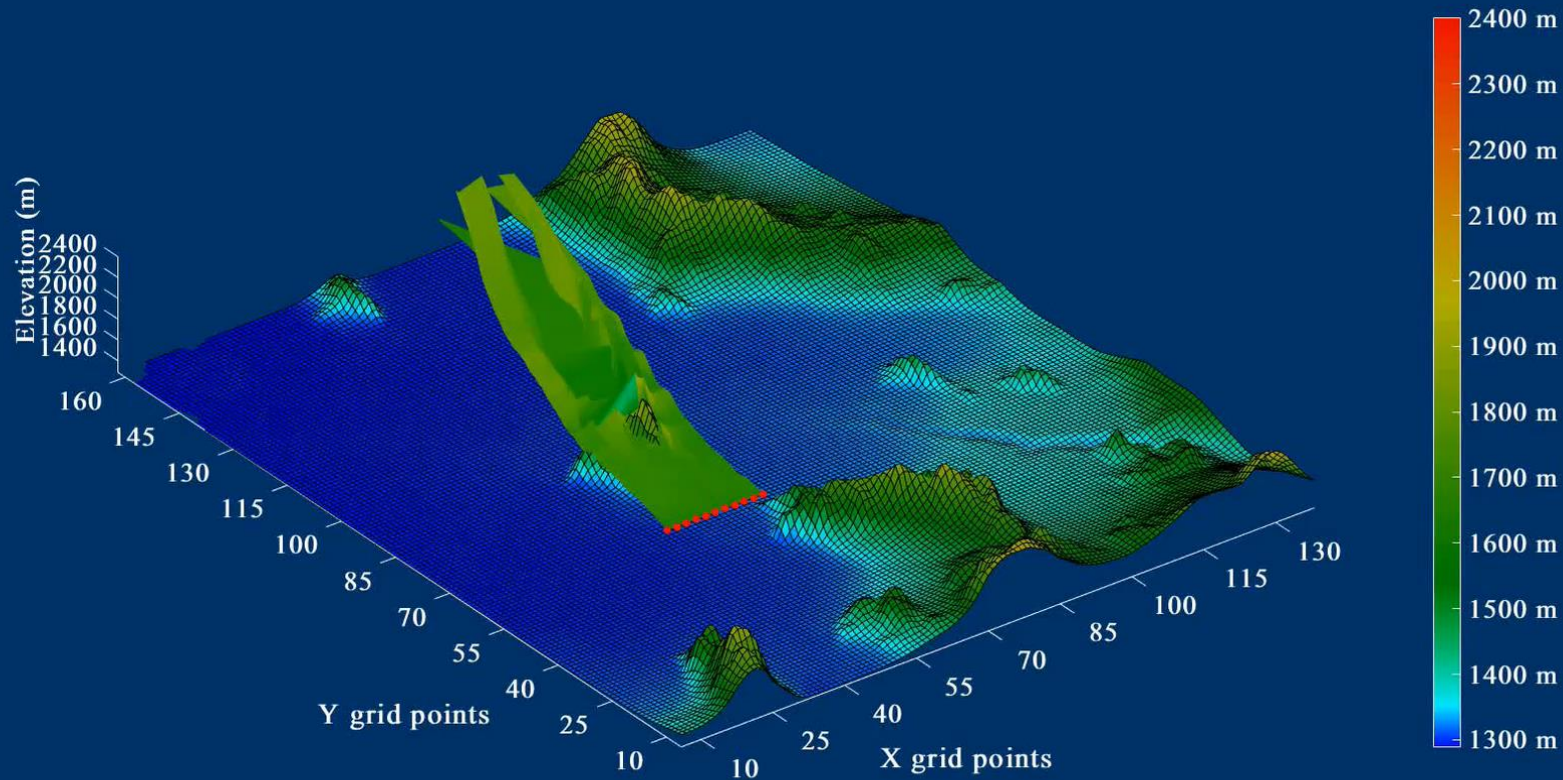 Elevation (m)
2400
2200
2000
1800
1600
1400
160
145
130
115
100
85
70
55
40
25
10
Y grid points
10
25
40
55
70
85
100
115
130
X grid points
2400 m
2300 m
2200 m
2100 m
2000 m
1900 m
1800 m
1700 m
1600 m
1500 m
1400 m
1300 m